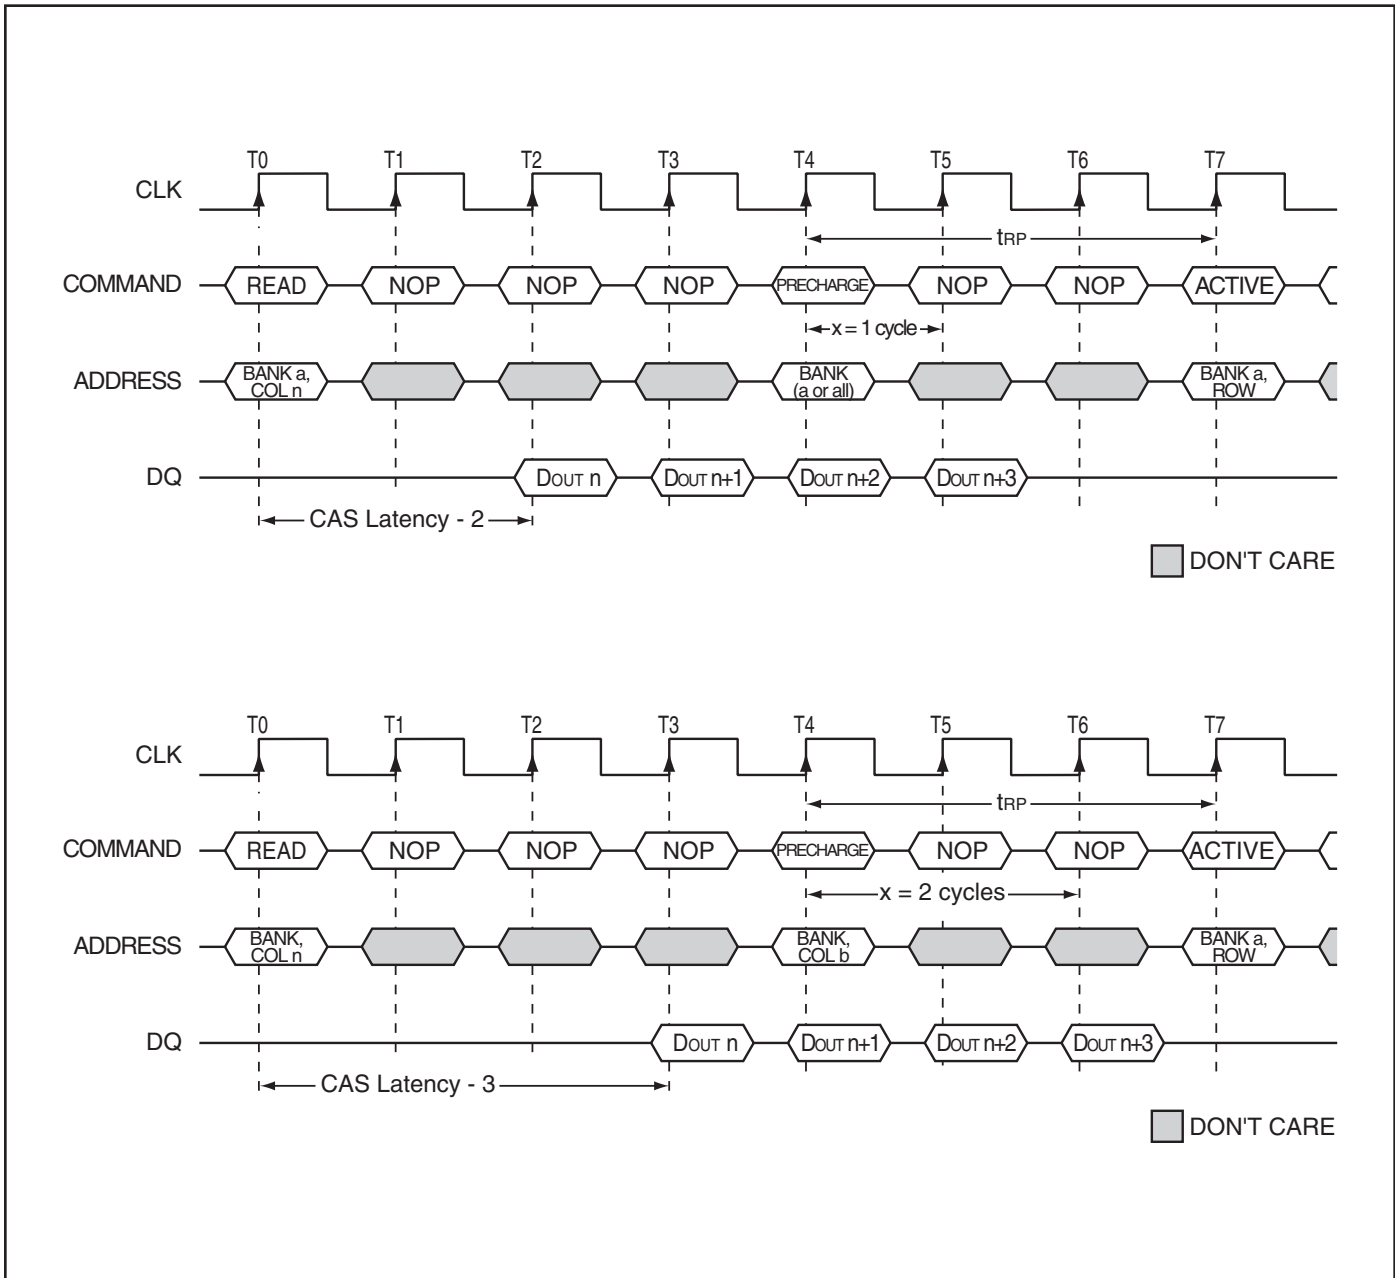 T0 T1 T2 T3 T4 T5 T6 T7
CLK
tRP
COMMAND READ NOP NOP NOP PRECHARGE NOP NOP ACTIVE
x = 1 cycle
ADDRESS BANK a, COL n BANK (a or all) BANK a, ROW
DQ DOUT n DOUT n+1 DOUT n+2 DOUT n+3
CAS Latency - 2
DON'T CARE
T0 T1 T2 T3 T4 T5 T6 T7
CLK
tRP
COMMAND READ NOP NOP NOP PRECHARGE NOP NOP ACTIVE
x = 2 cycles
ADDRESS BANK, COL n BANK, COL b BANK a, ROW
DQ DOUT n DOUT n+1 DOUT n+2 DOUT n+3
CAS Latency - 3
DON'T CARE